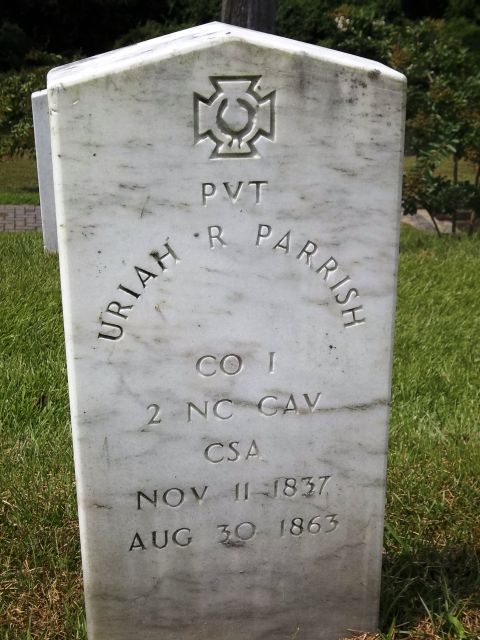 PVT
URIAH R PARRISH
CO I
2 NC CAV
CSA
NOV 11 1837
AUG 30 1863